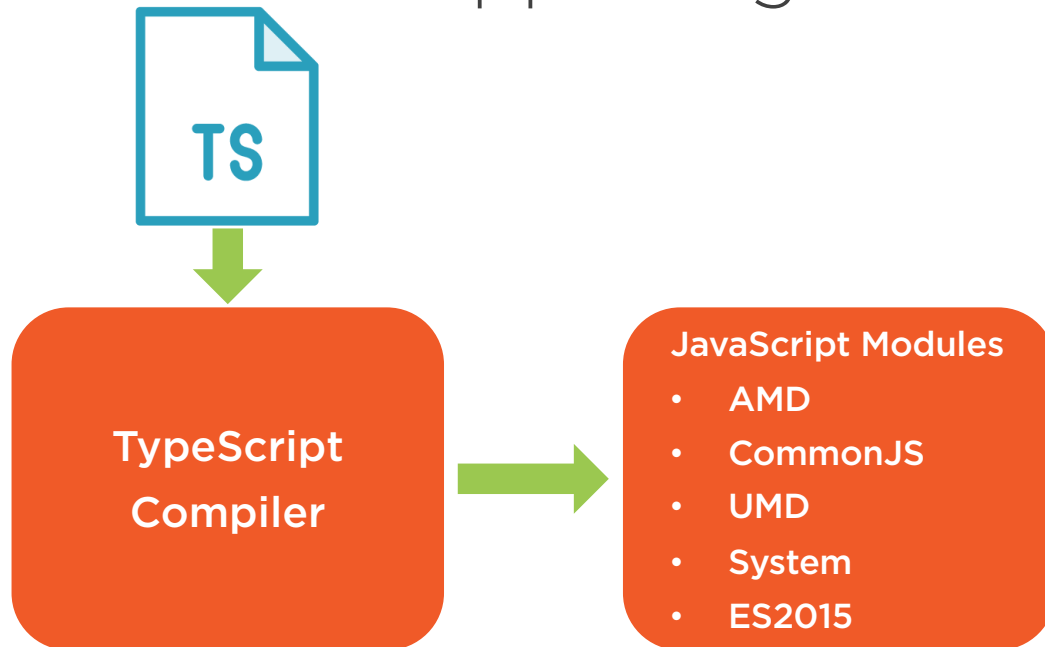 TS
TypeScript
Compiler
JavaScript Modules
• AMD
• CommonJS
• UMD
• System
• ES2015